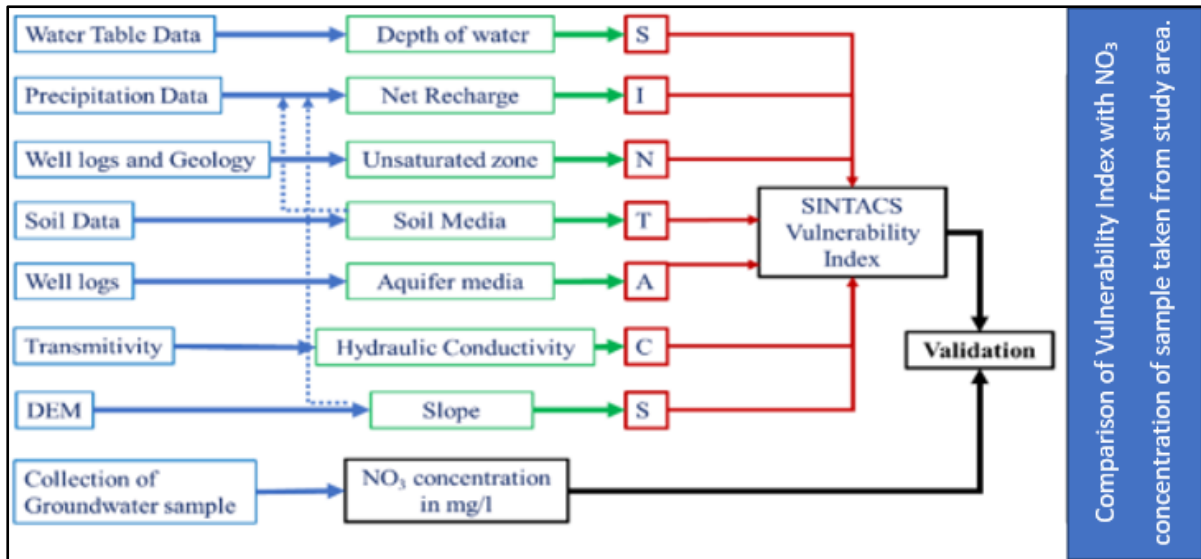 Water Table Data
Depth of water
S
Precipitation Data
Net Recharge
I
Well logs and Geology
Unsaturated zone
N
Soil Data
Soil Media
T
Well logs
Aquifer media
A
Transmitivity
Hydraulic Conductivity
C
DEM
Slope
S
Collection of
Groundwater sample
NO₃ concentration
in mg/l
SINTACS
Vulnerability
Index
Validation
Comparison of Vulnerability Index with NO₃
concentration of sample taken from study area.